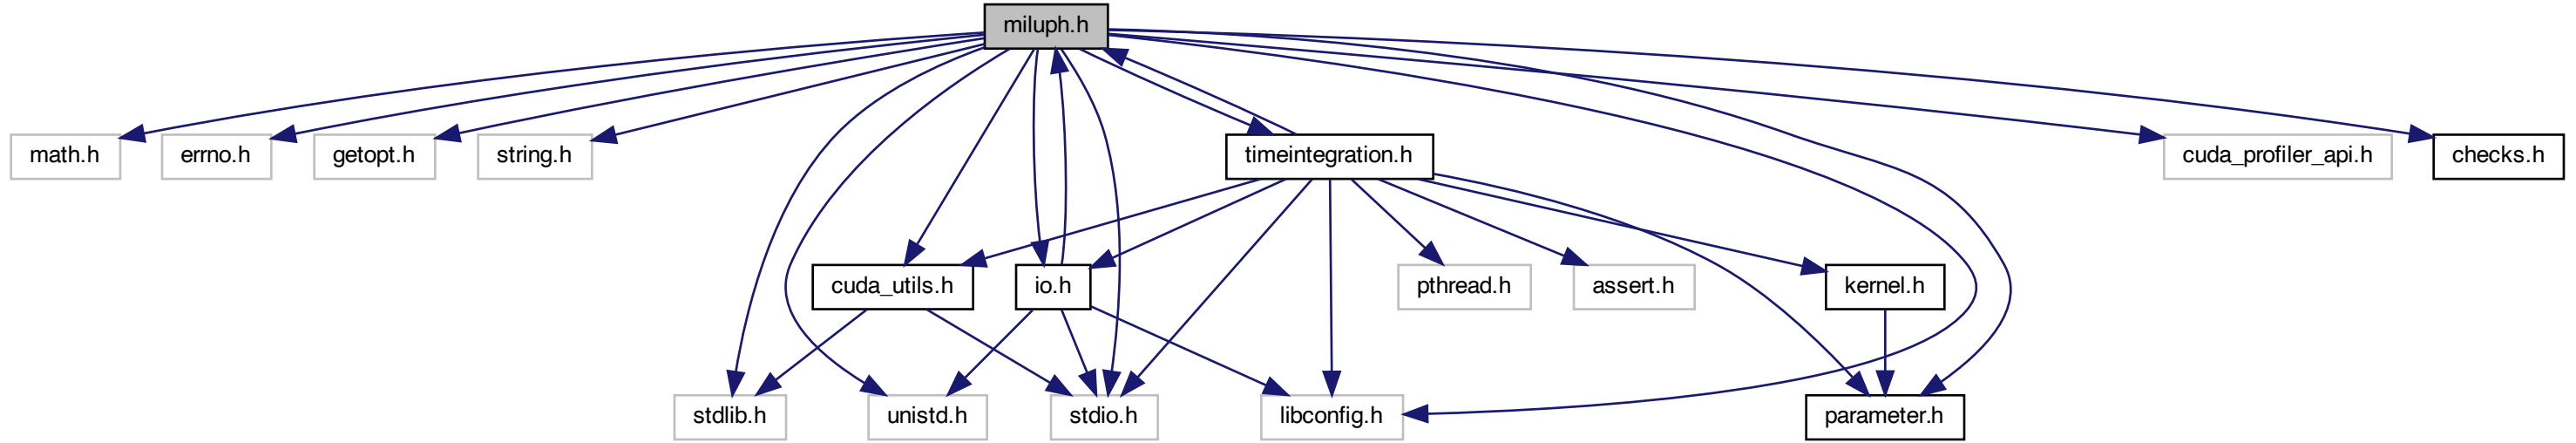 miluph.h
math.h
errno.h
getopt.h
string.h
timeintegration.h
cuda_profiler_api.h
checks.h
cuda_utils.h
io.h
pthread.h
assert.h
kernel.h
stdlib.h
unistd.h
stdio.h
libconfig.h
parameter.h